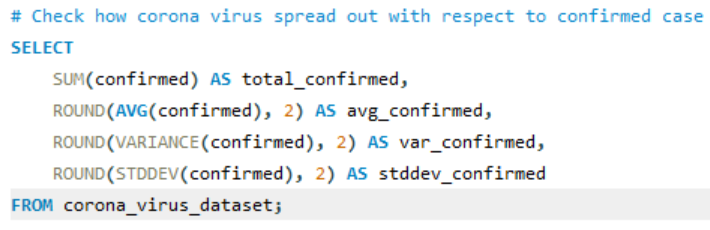 # Check how corona virus spread out with respect to confirmed case
SELECT
    SUM(confirmed) AS total_confirmed,
    ROUND(AVG(confirmed), 2) AS avg_confirmed,
    ROUND(VARIANCE(confirmed), 2) AS var_confirmed,
    ROUND(STDDEV(confirmed), 2) AS stddev_confirmed
FROM corona_virus_dataset;